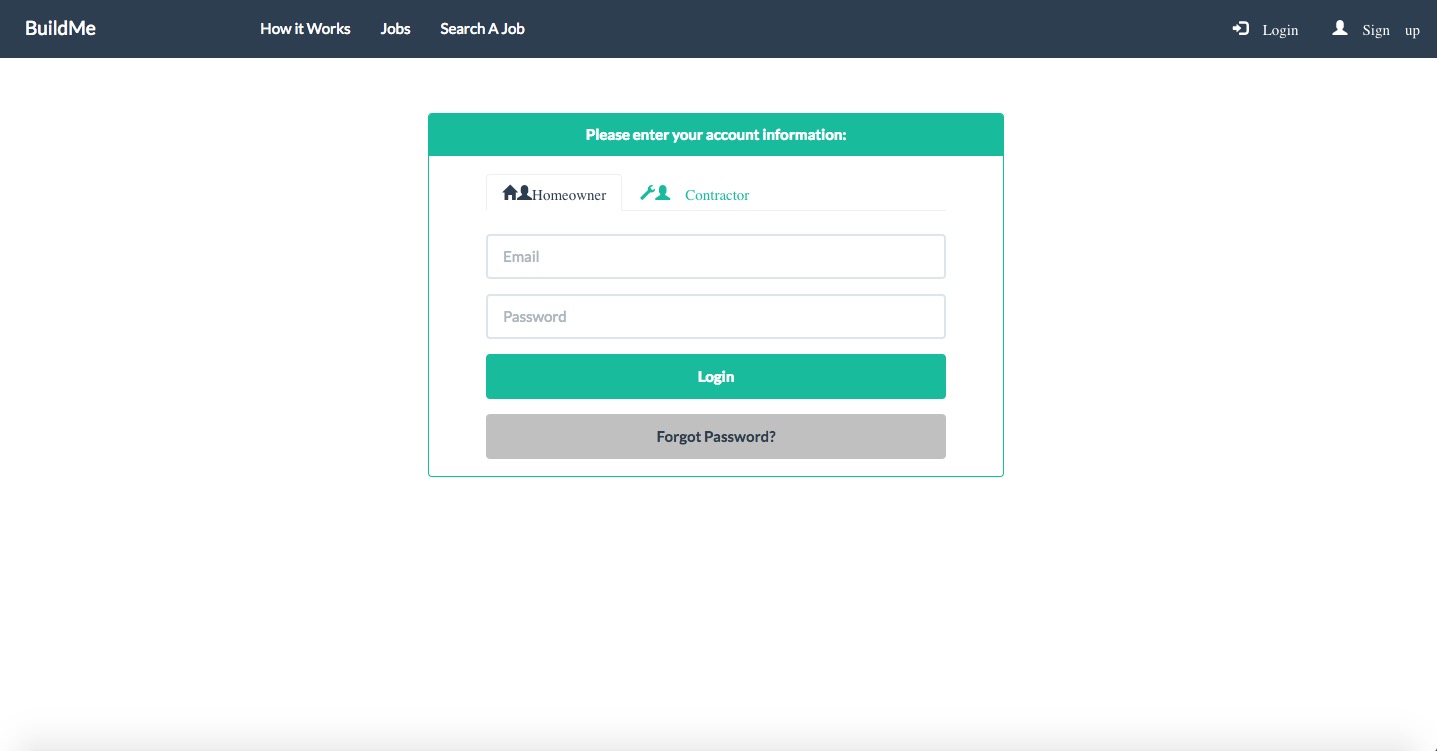 BuildMe How it Works Jobs Search A Job Login Sign up
Please enter your account information:
Homeowner Contractor
Email
Password
Login
Forgot Password?